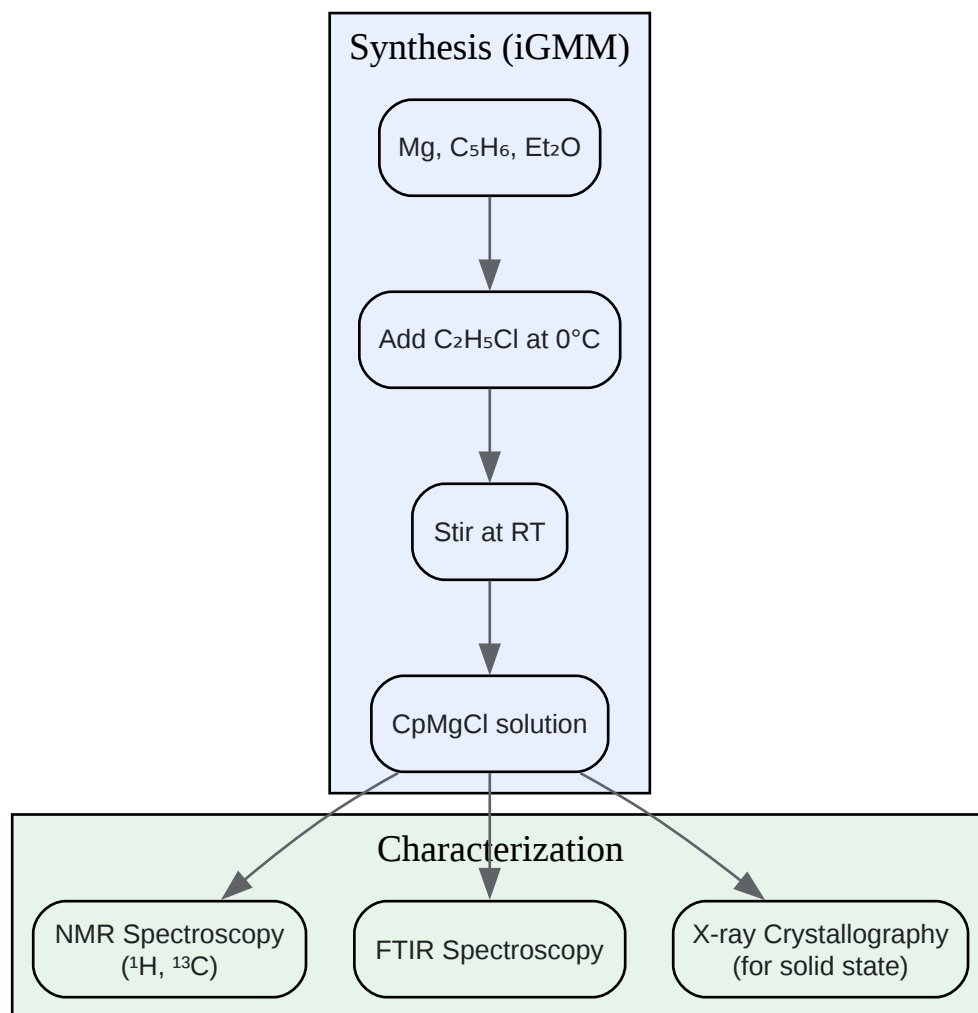 Synthesis (iGMM)
Mg, C₅H₆, Et₂O
Add C₂H₅Cl at 0°C
Stir at RT
CpMgCl solution
Characterization
NMR Spectroscopy
(¹H, ¹³C)
FTIR Spectroscopy
X-ray Crystallography
(for solid state)